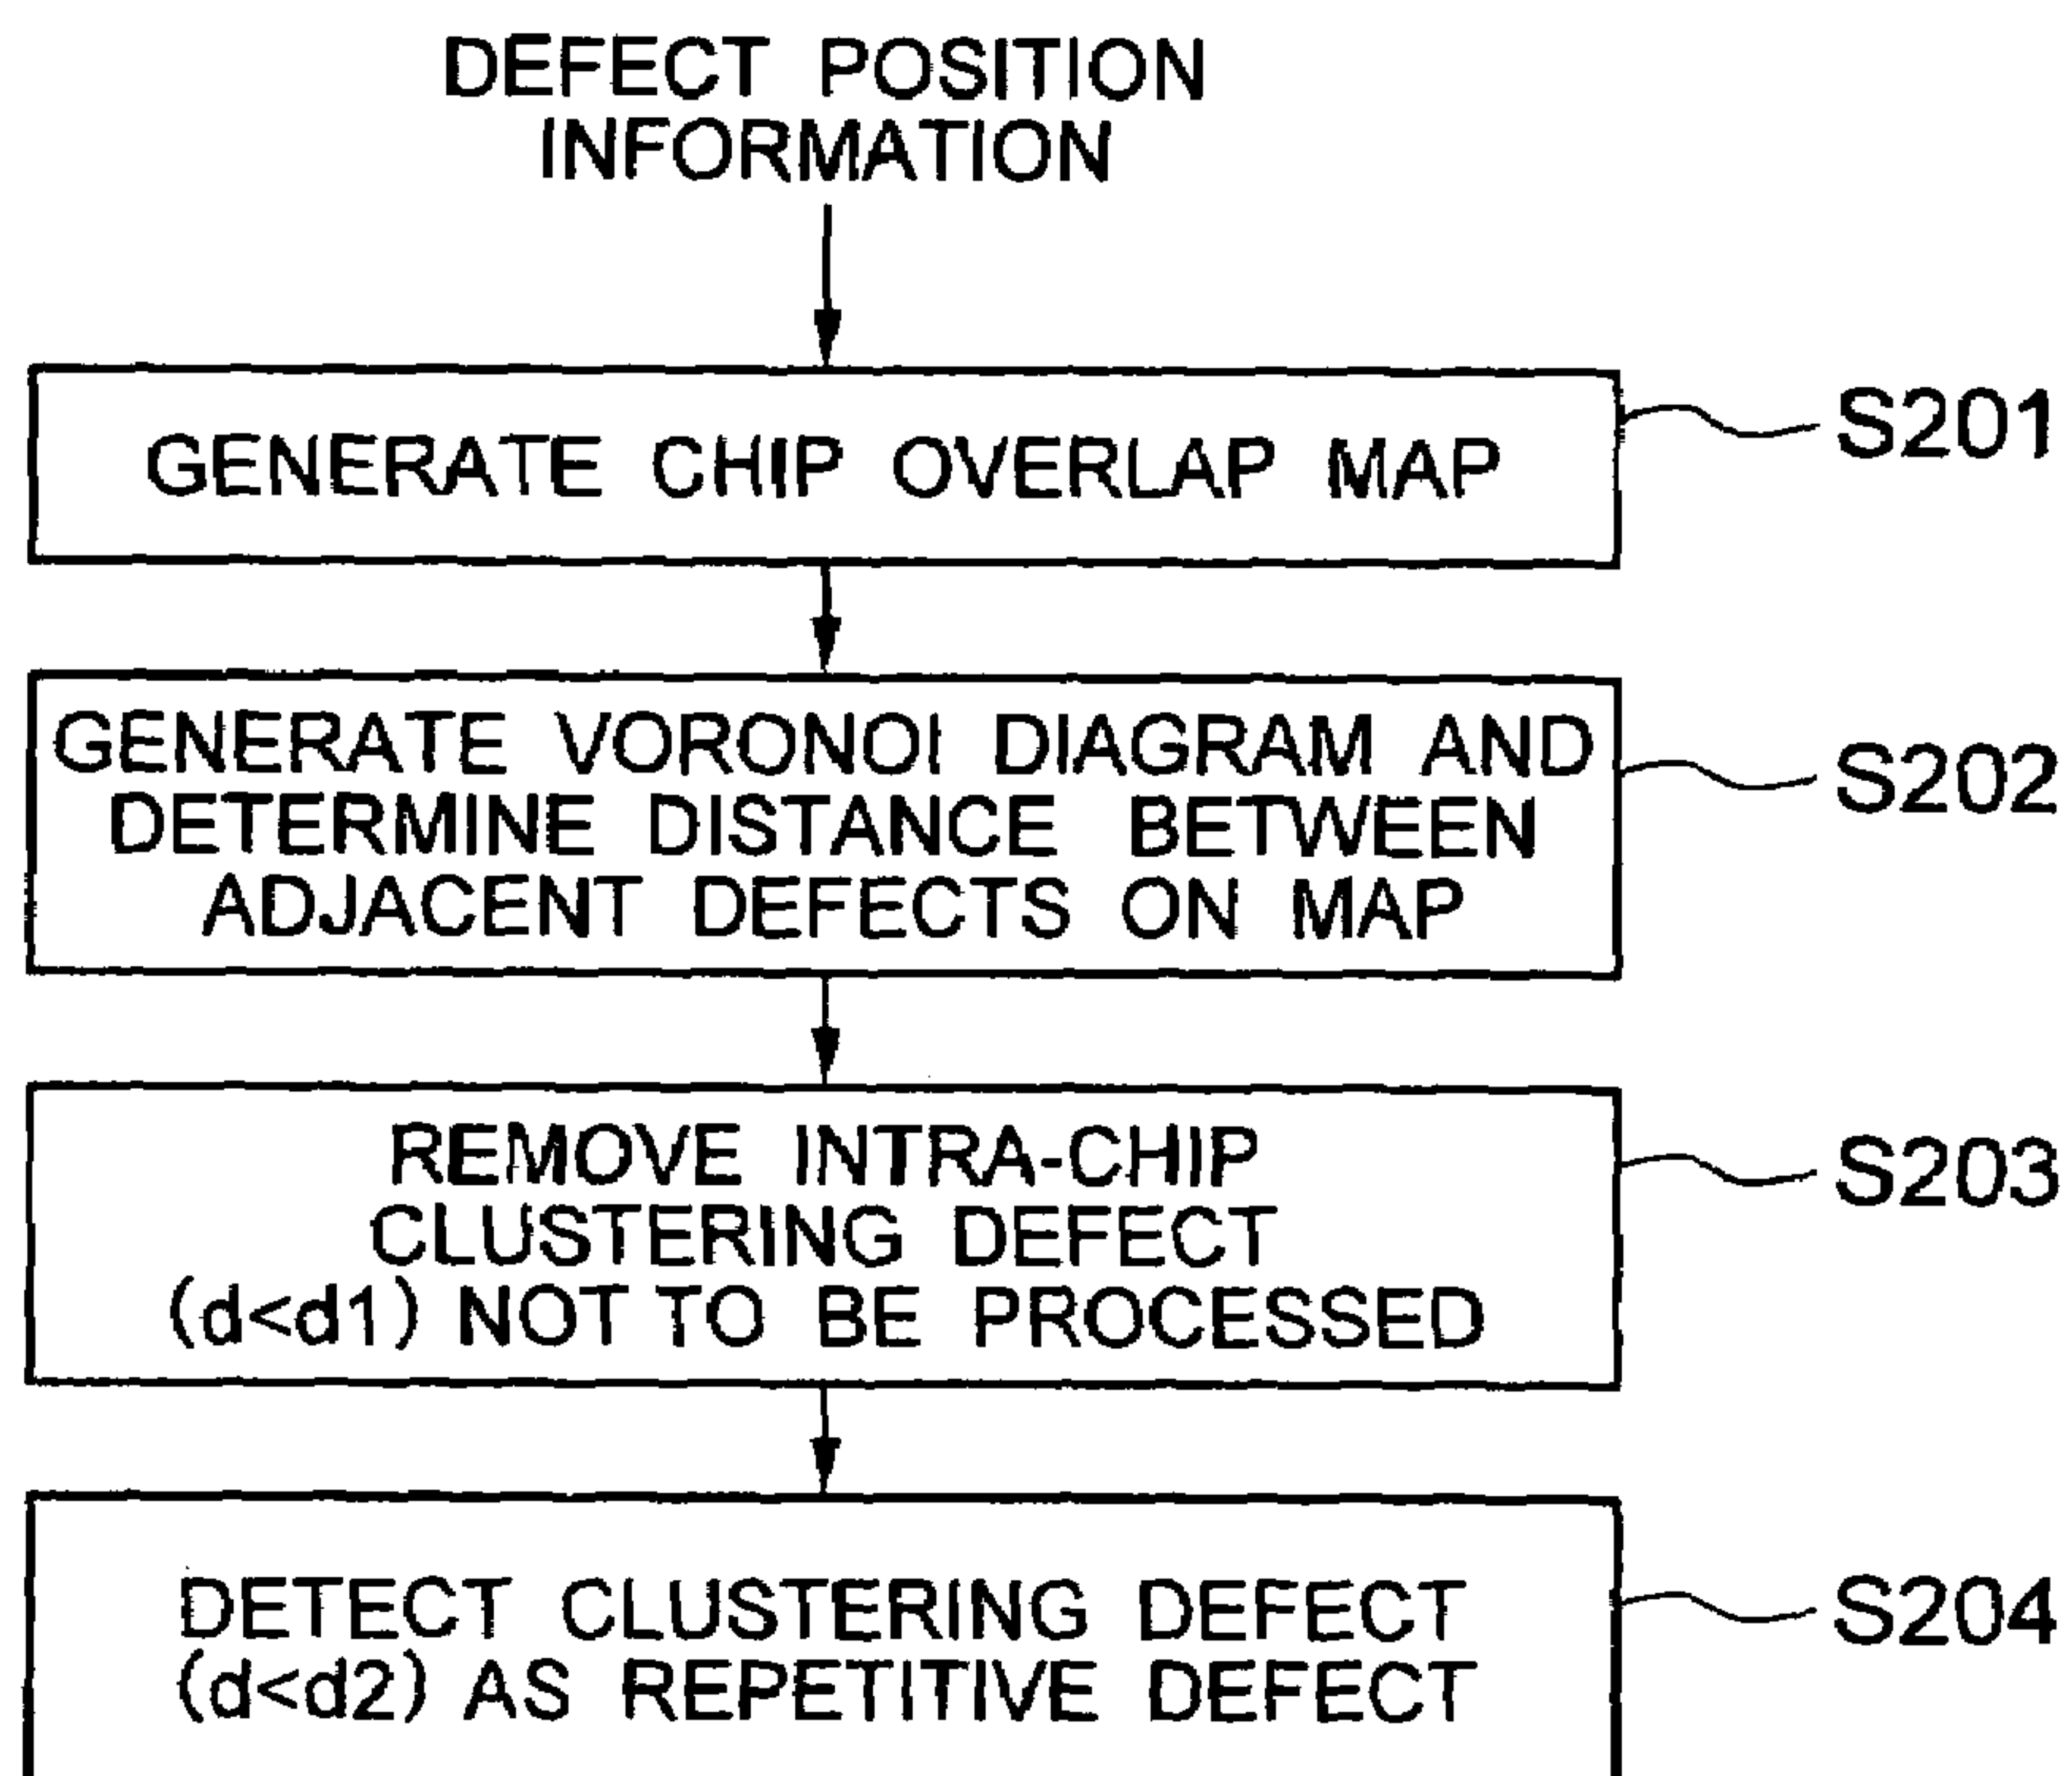 DEFECT POSITION
INFORMATION
GENERATE CHIP OVERLAP MAP
S201
GENERATE VORONOI DIAGRAM AND
DETERMINE DISTANCE BETWEEN
ADJACENT DEFECTS ON MAP
S202
REMOVE INTRA-CHIP
CLUSTERING DEFECT
(d<d1) NOT TO BE PROCESSED
S203
DETECT CLUSTERING DEFECT
(d<d2) AS REPETITIVE DEFECT
S204